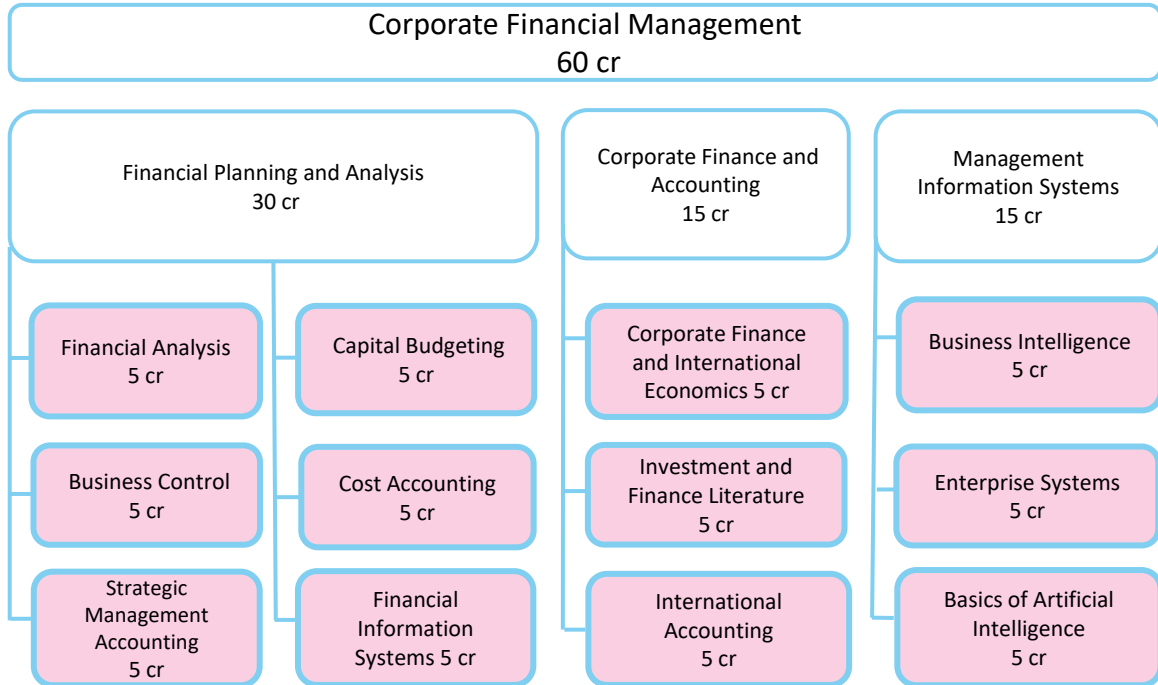 Corporate Financial Management
60 cr
Financial Planning and Analysis
30 cr
Financial Analysis
5 cr
Business Control
5 cr
Strategic
Management
Accounting
5 cr
Capital Budgeting
5 cr
Cost Accounting
5 cr
Financial
Information
Systems 5 cr
Corporate Finance and
Accounting
15 cr
Corporate Finance
and International
Economics 5 cr
Investment and
Finance Literature
5 cr
International
Accounting
5 cr
Management
Information Systems
15 cr
Business Intelligence
5 cr
Enterprise Systems
5 cr
Basics of Artificial
Intelligence
5 cr